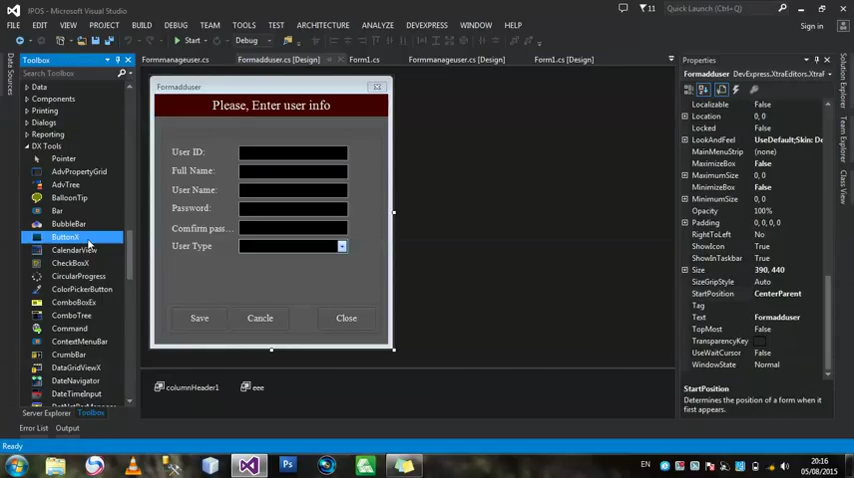 JPOS - Microsoft Visual Studio
11
Quick Launch (Ctrl+Q)
FILE EDIT VIEW PROJECT BUILD DEBUG TEAM TOOLS TEST ARCHITECTURE ANALYZE DEVEXPRESS WINDOW HELP
Sign in
Start Debug
Data Sources
Toolbox
Formmanageuser.cs
Formadduser.cs [Design]
Form1.cs
Formmanageuser.cs [Design]
Form1.cs [Design]
Search Toolbox
Data
Components
Printing
Dialogs
Reporting
DX Tools
Pointer
AdvPropertyGrid
AdvTree
BalloonTip
Bar
BubbleBar
ButtonX
CalendarView
CheckBoxX
CircularProgress
ColorPickerButton
ComboBoxEx
ComboTree
Command
ContextMenuBar
CrumbBar
DataGridViewX
DateNavigator
DateTimeInput
Server Explorer Toolbox
Error List Output
Formadduser
Please, Enter user info
User ID:
Full Name:
User Name:
Password:
Comfirm pass...
User Type
Save Cancle Close
columnHeader1 eee
Properties
Formadduser DevExpress.XtraEditors.XtraFor
Localizable False
Location 0, 0
Locked False
LookAndFeel UseDefault;Skin: De
MainMenuStrip (none)
MaximizeBox False
MaximumSize 0, 0
MinimizeBox False
MinimumSize 0, 0
Opacity 100%
Padding 0, 0, 0, 0
RightToLeft No
ShowIcon True
ShowInTaskbar True
Size 390, 440
SizeGripStyle Auto
StartPosition CenterParent
Tag
Text Formadduser
TopMost False
TransparencyKey
UseWaitCursor False
WindowState Normal
StartPosition
Determines the position of a form when it
first appears.
Solution Explorer
Team Explorer
Class View
Ready
Ps
EN
20:16
05/08/2015